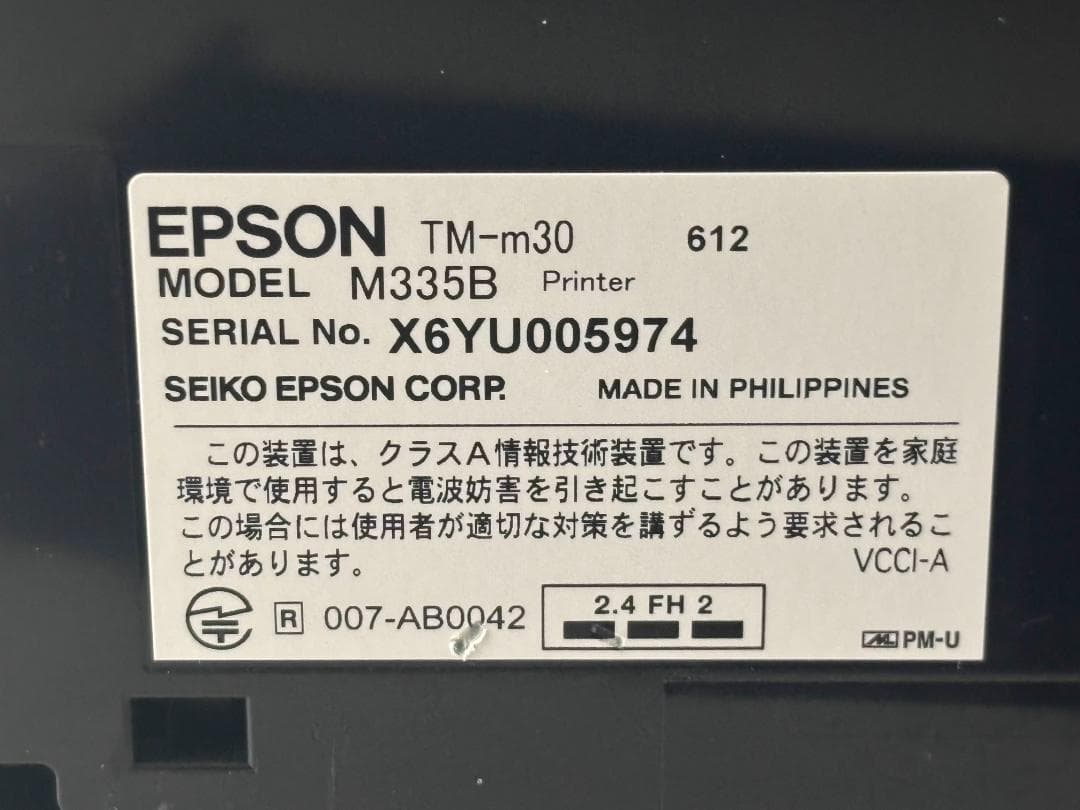 EPSON TM-m30 612
MODEL M335B Printer
SERIAL No. X6YU005974
SEIKO EPSON CORP. MADE IN PHILIPPINES
この装置は、クラスA情報技術装置です。この装置を家庭
環境で使用すると電波妨害を引き起こすことがあります。
この場合には使用者が適切な対策を講ずるよう要求されるこ
とがあります。 VCCI-A
R 007-AB0042 2.4 FH 2
PM-U